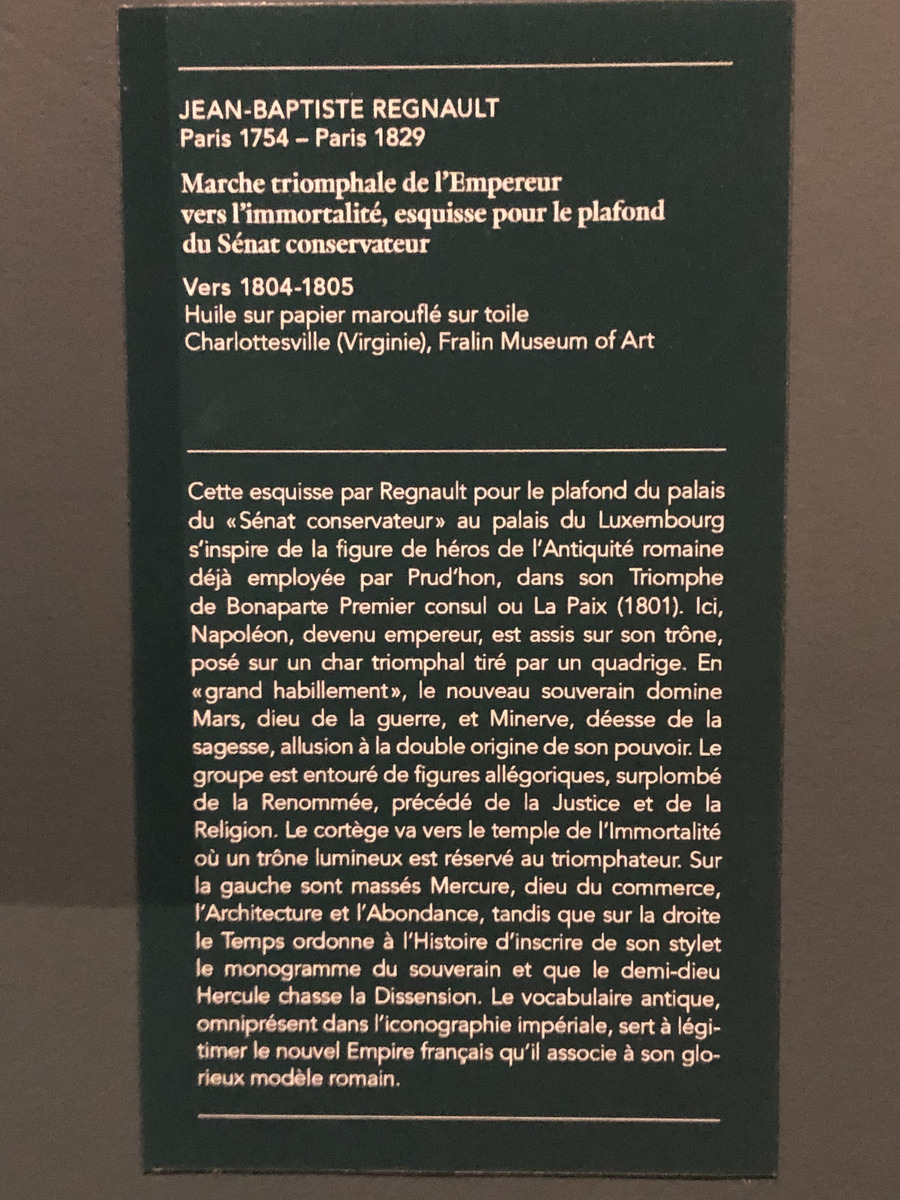 JEAN-BAPTISTE REGNAULT
Paris 1754 – Paris 1829
Marche triomphale de l'Empereur
vers l'immortalité, esquisse pour le plafond
du Sénat conservateur
Vers 1804-1805
Huile sur papier marouflé sur toile
Charlottesville (Virginie), Fralin Museum of Art
Cette esquisse par Regnault pour le plafond du palais
du «Sénat conservateur» au palais du Luxembourg
s'inspire de la figure de héros de l'Antiquité romaine
déjà employée par Prud'hon, dans son Triomphe
de Bonaparte Premier consul ou La Paix (1801). Ici,
Napoléon, devenu empereur, est assis sur son trône,
posé sur un char triomphal tiré par un quadrige. En
«grand habillement», le nouveau souverain domine
Mars, dieu de la guerre, et Minerve, déesse de la
sagesse, allusion à la double origine de son pouvoir. Le
groupe est entouré de figures allégoriques, surplombé
de la Renommée, précédé de la Justice et de la
Religion. Le cortège va vers le temple de l'Immortalité
où un trône lumineux est réservé au triomphateur. Sur
la gauche sont massés Mercure, dieu du commerce,
l'Architecture et l'Abondance, tandis que sur la droite
le Temps ordonne à l'Histoire d'inscrire de son stylet
le monogramme du souverain et que le demi-dieu
Hercule chasse la Dissension. Le vocabulaire antique,
omniprésent dans l'iconographie impériale, sert à légi-
timer le nouvel Empire français qu'il associe à son glo-
rieux modèle romain.